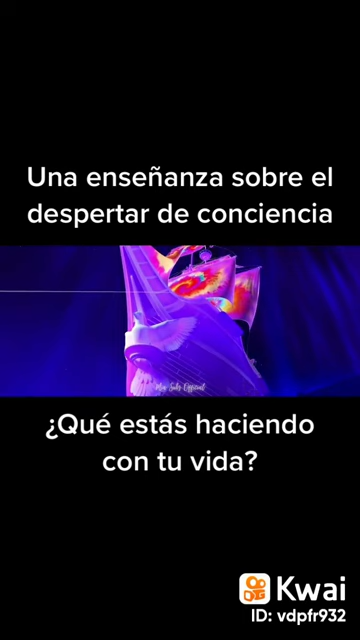 Una enseñanza sobre el
despertar de conciencia
¿Qué estás haciendo
con tu vida?
Kwai
ID: vdpfr932